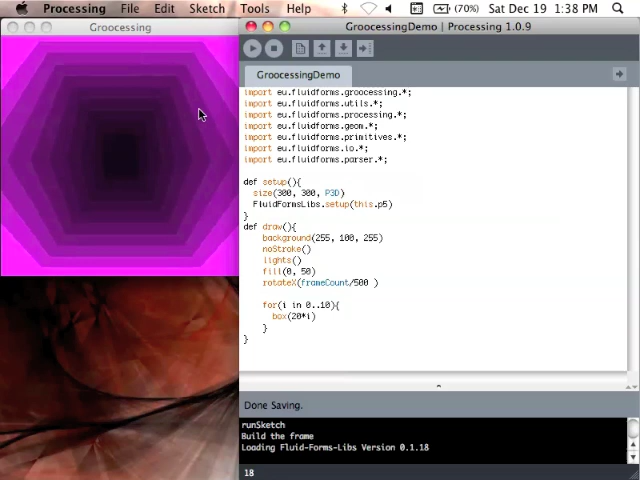 Processing File Edit Sketch Tools Help (70%) Sat Dec 19 1:38 PM
Groocessing
GroocessingDemo | Processing 1.0.9
GroocessingDemo
import eu.fluidforms.groocessing.*;
import eu.fluidforms.utils.*;
import eu.fluidforms.processing.*;
import eu.fluidforms.geom.*;
import eu.fluidforms.primitives.*;
import eu.fluidforms.io.*;
import eu.fluidforms.parser.*;
def setup(){
size(300, 300, P3D)
FluidFormsLibs.setup(this.p5)
}
def draw(){
background(255, 100, 255)
noStroke()
lights()
fill(0, 50)
rotateX(frameCount/500 )
for(i in 0..10){
box(20*i)
}
}
Done Saving.
runSketch
Build the frame
Loading Fluid-Forms-Libs Version 0.1.18
18